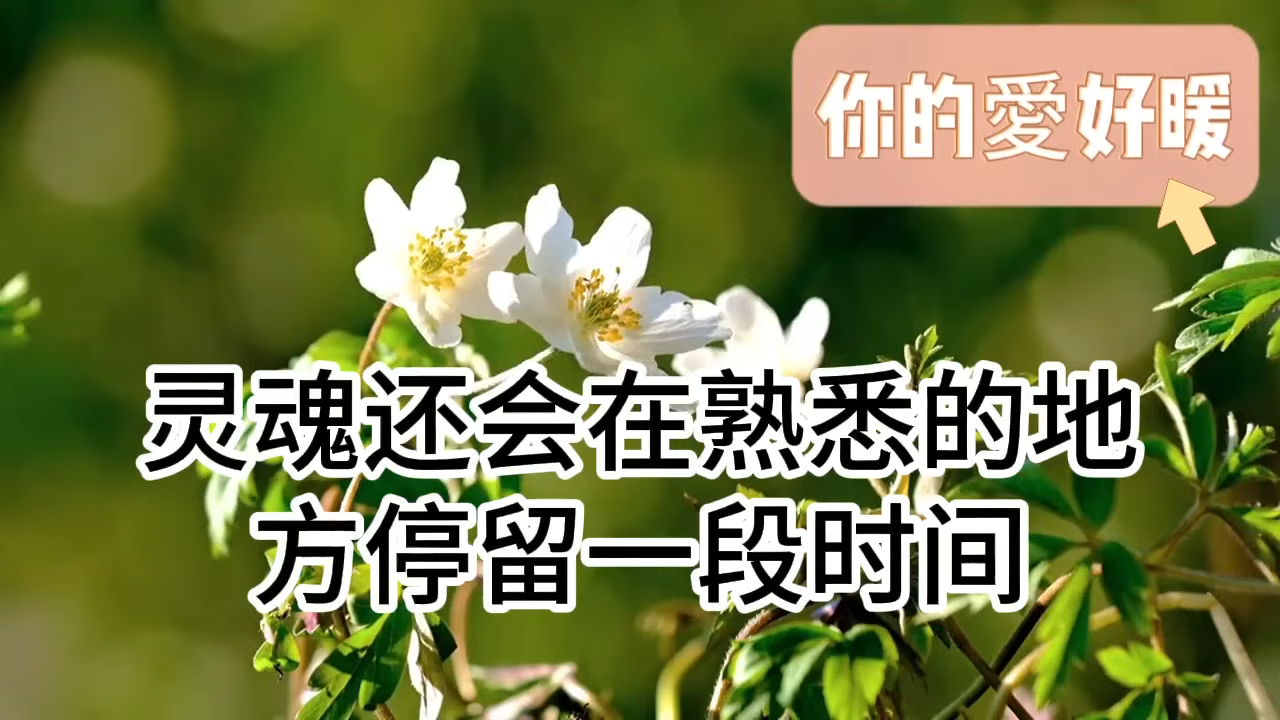 你的愛好暖
灵魂还会在熟悉的地
方停留一段时间